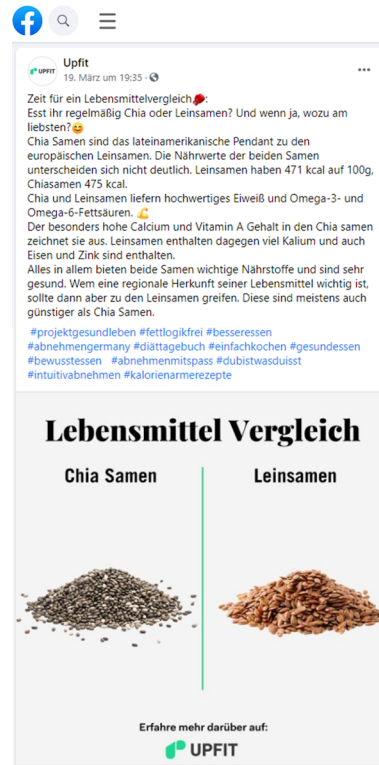 Upfit
UPFIT
19. März um 19:35 ·
Zeit für ein Lebensmittelvergleich🥊:
Esst ihr regelmäßig Chia oder Leinsamen? Und wenn ja, wozu am
liebsten?😊
Chia Samen sind das lateinamerikanische Pendant zu den
europäischen Leinsamen. Die Nährwerte der beiden Samen
unterscheiden sich nicht deutlich. Leinsamen haben 471 kcal auf 100g,
Chiasamen 475 kcal.
Chia und Leinsamen liefern hochwertiges Eiweiß und Omega-3- und
Omega-6-Fettsäuren. 💪
Der besonders hohe Calcium und Vitamin A Gehalt in den Chia samen
zeichnet sie aus. Leinsamen enthalten dagegen viel Kalium und auch
Eisen und Zink sind enthalten.
Alles in allem bieten beide Samen wichtige Nährstoffe und sind sehr
gesund. Wem eine regionale Herkunft seiner Lebensmittel wichtig ist,
sollte dann aber zu den Leinsamen greifen. Diese sind meistens auch
günstiger als Chia Samen.
#projektgesundleben #fettlogikfrei #besseressen
#abnehmengermany #diättagebuch #einfachkochen #gesundessen
#bewusstessen #abnehmenmitspass #dubistwasduisst
#intuitivabnehmen #kalorienarmerezepte
Lebensmittel Vergleich
Chia Samen
Leinsamen
Erfahre mehr darüber auf:
UPFIT